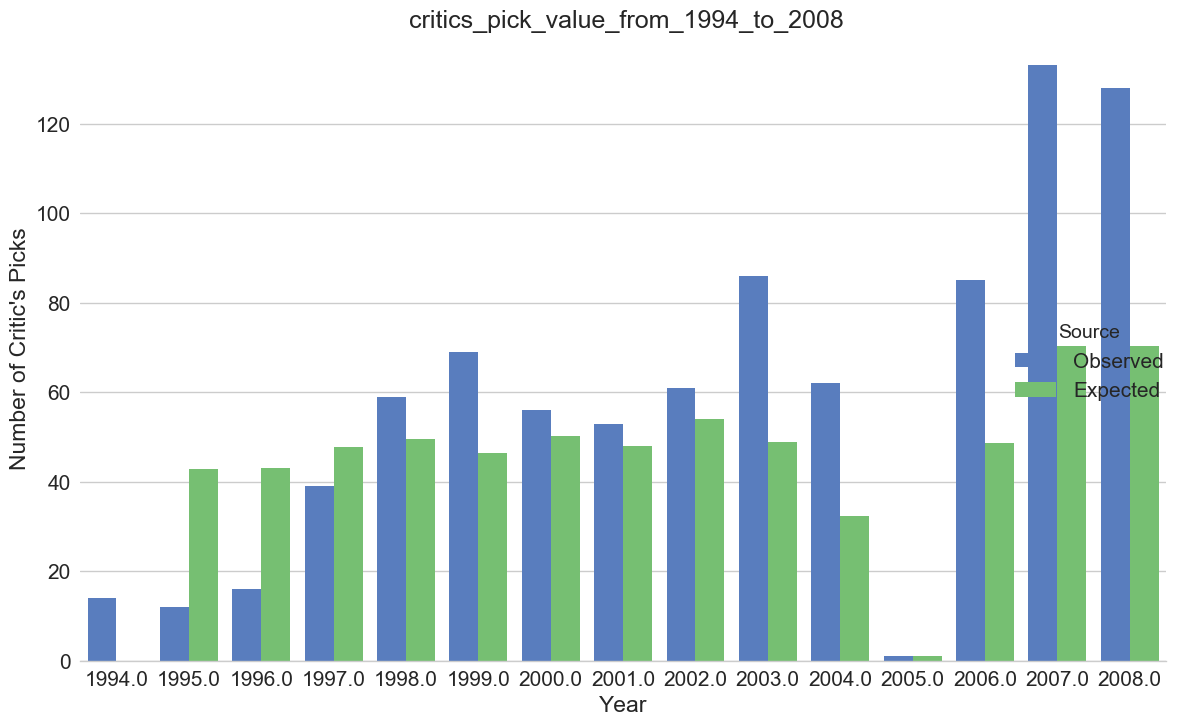 critics_pick_value_from_1994_to_2008
Number of Critic's Picks
120
100
80
60
40
20
0
Source
Observed
Expected
1994.0 1995.0 1996.0 1997.0 1998.0 1999.0 2000.0 2001.0 2002.0 2003.0 2004.0 2005.0 2006.0 2007.0 2008.0
Year